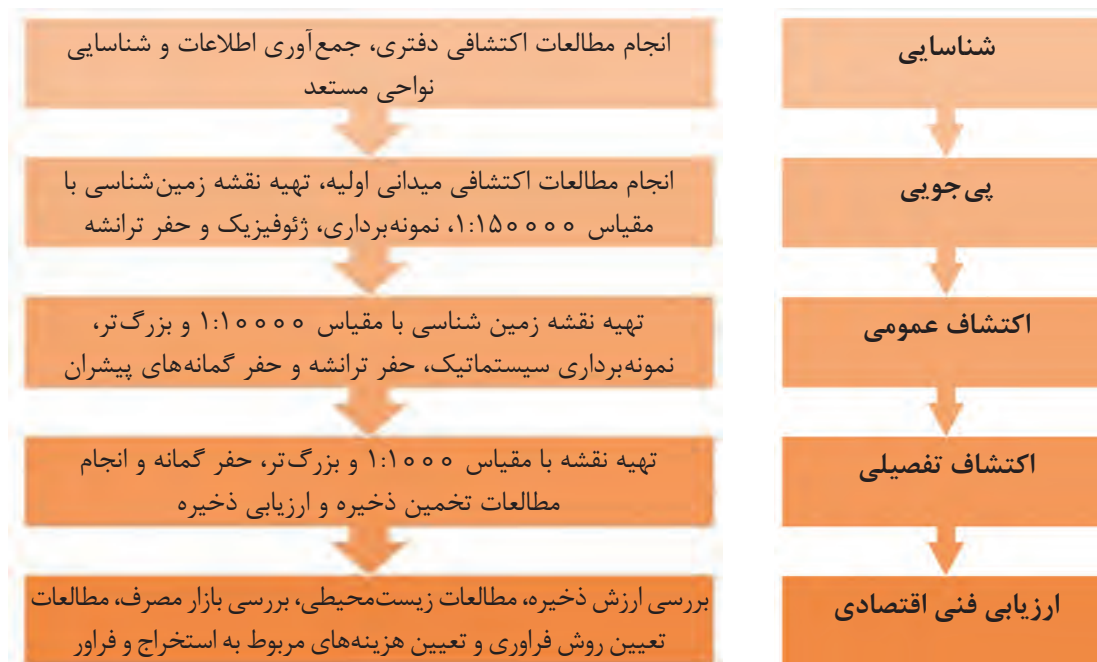 شناسایی
انجام مطالعات اکتشافی دفتری، جمع‌آوری اطلاعات و شناسایی
نواحی مستعد
پی‌جویی
انجام مطالعات اکتشافی میدانی اولیه، تهیه نقشه زمین‌شناسی با
مقیاس ۱:۱۵۰۰۰۰، نمونه‌برداری، ژئوفیزیک و حفر ترانشه
اکتشاف عمومی
تهیه نقشه زمین شناسی با مقیاس ۱:۱۰۰۰۰ و بزرگ‌تر،
نمونه‌برداری سیستماتیک، حفر ترانشه و حفر گمانه‌های پیشران
اکتشاف تفصیلی
تهیه نقشه با مقیاس ۱:۱۰۰۰ و بزرگ‌تر، حفر گمانه و انجام
مطالعات تخمین ذخیره و ارزیابی ذخیره
ارزیابی فنی اقتصادی
بررسی ارزش ذخیره، مطالعات زیست‌محیطی، بررسی بازار مصرف، مطالعات
تعیین روش فراوری و تعیین هزینه‌های مربوط به استخراج و فراور